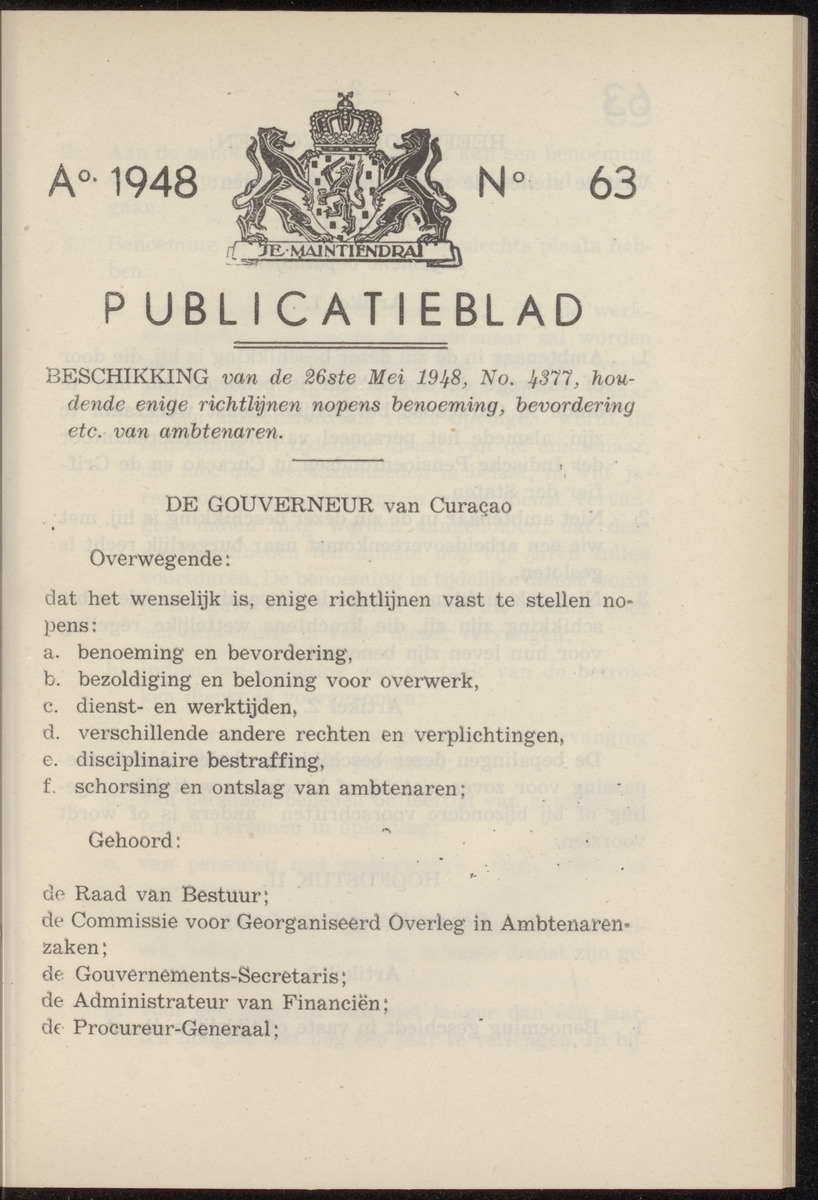 Aº. 1948
Nº. 63
JE·MAINTIENDRAI
PUBLICATIEBLAD
BESCHIKKING van de 26ste Mei 1948, No. 4377, hou-
dende enige richtlijnen nopens benoeming, bevordering
etc. van ambtenaren.
DE GOUVERNEUR van Curaçao
Overwegende:
dat het wenselijk is, enige richtlijnen vast te stellen no-
pens:
a. benoeming en bevordering,
b. bezoldiging en beloning voor overwerk,
c. dienst- en werktijden,
d. verschillende andere rechten en verplichtingen,
e. disciplinaire bestraffing,
f. schorsing en ontslag van ambtenaren;
Gehoord:
de Raad van Bestuur;
de Commissie voor Georganiseerd Overleg in Ambtenaren-
zaken;
de Gouvernements-Secretaris;
de Administrateur van Financiën;
de Procureur-Generaal;